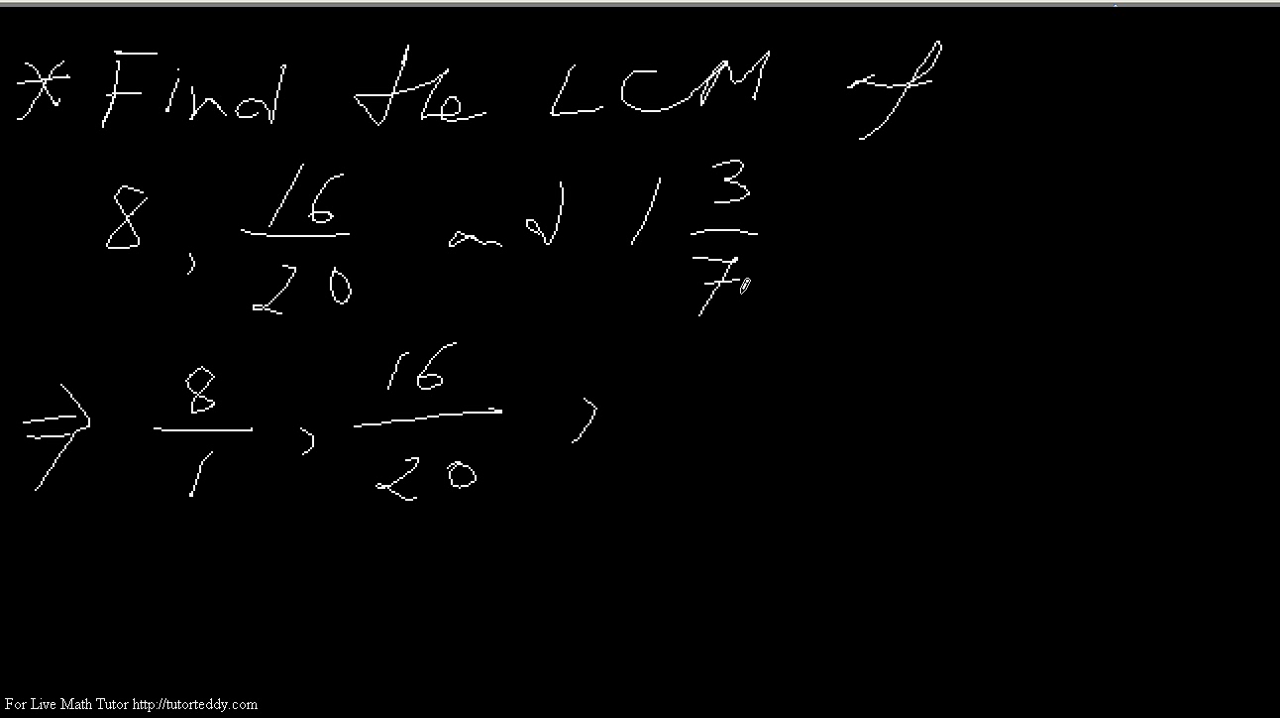 * Find the LCM of
8, 16/20 and 1 3/7
⇒ 8/1, 16/20,
For Live Math Tutor http://tutorteddy.com